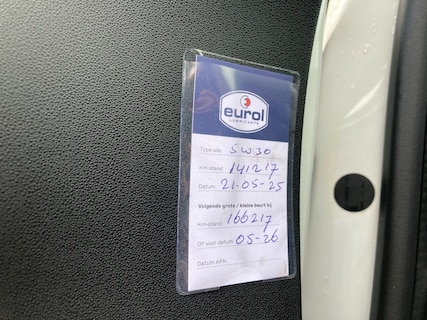 eurol
LUBRICANTS
Type olie 5W30
Km-stand 141217
Datum 21-05-25
Volgende grote / kleine beurt bij
Km-stand 166217
Of voor datum 05-26
Datum APK